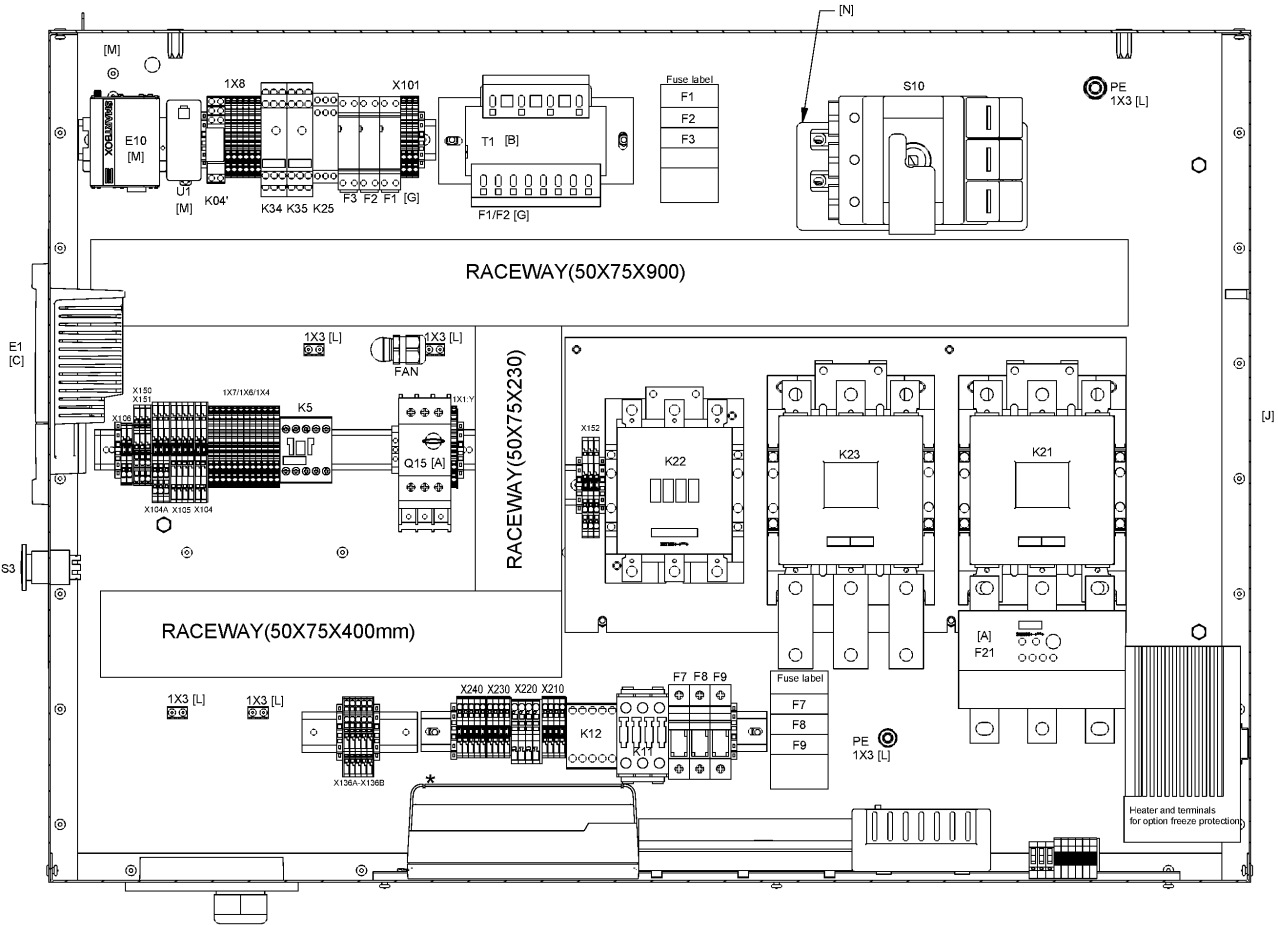 [N]
[M]
1X8
X101
Fuse label
F1
F2
F3
S10
PE
1X3 [L]
SMARTBOX
E10
[M]
T1 [B]
U1
[M]
K04'
K34 K35 K25
F3 F2 F1 [G]
F1/F2 [G]
RACEWAY(50X75X900)
E1
[C]
1X3 [L]
1X3 [L]
FAN
RACEWAY(50X75X230)
X150
X151
X106
1X7/1X6/1X4
K5
1X1:Y
Q15 [A]
X104A X105 X104
X152
K22
K23
K21
[J]
S3
RACEWAY(50X75X400mm)
[A]
F21
1X3 [L]
1X3 [L]
X240 X230 X220 X210
F7 F8 F9
Fuse label
F7
F8
F9
K12
K11
PE
1X3 [L]
X136A-X136B
*
Heater and terminals
for option freeze protection